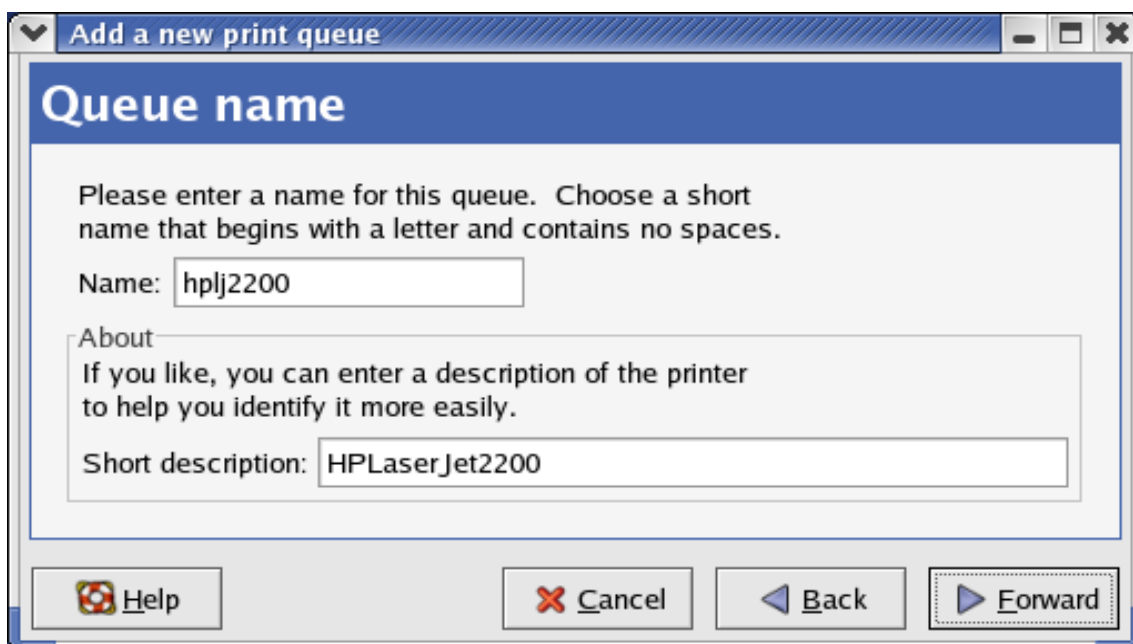 Add a new print queue
Queue name
Please enter a name for this queue.  Choose a short
name that begins with a letter and contains no spaces.
Name: hplj2200
About
If you like, you can enter a description of the printer
to help you identify it more easily.
Short description: HPLaserJet2200
Help
Cancel
Back
Forward